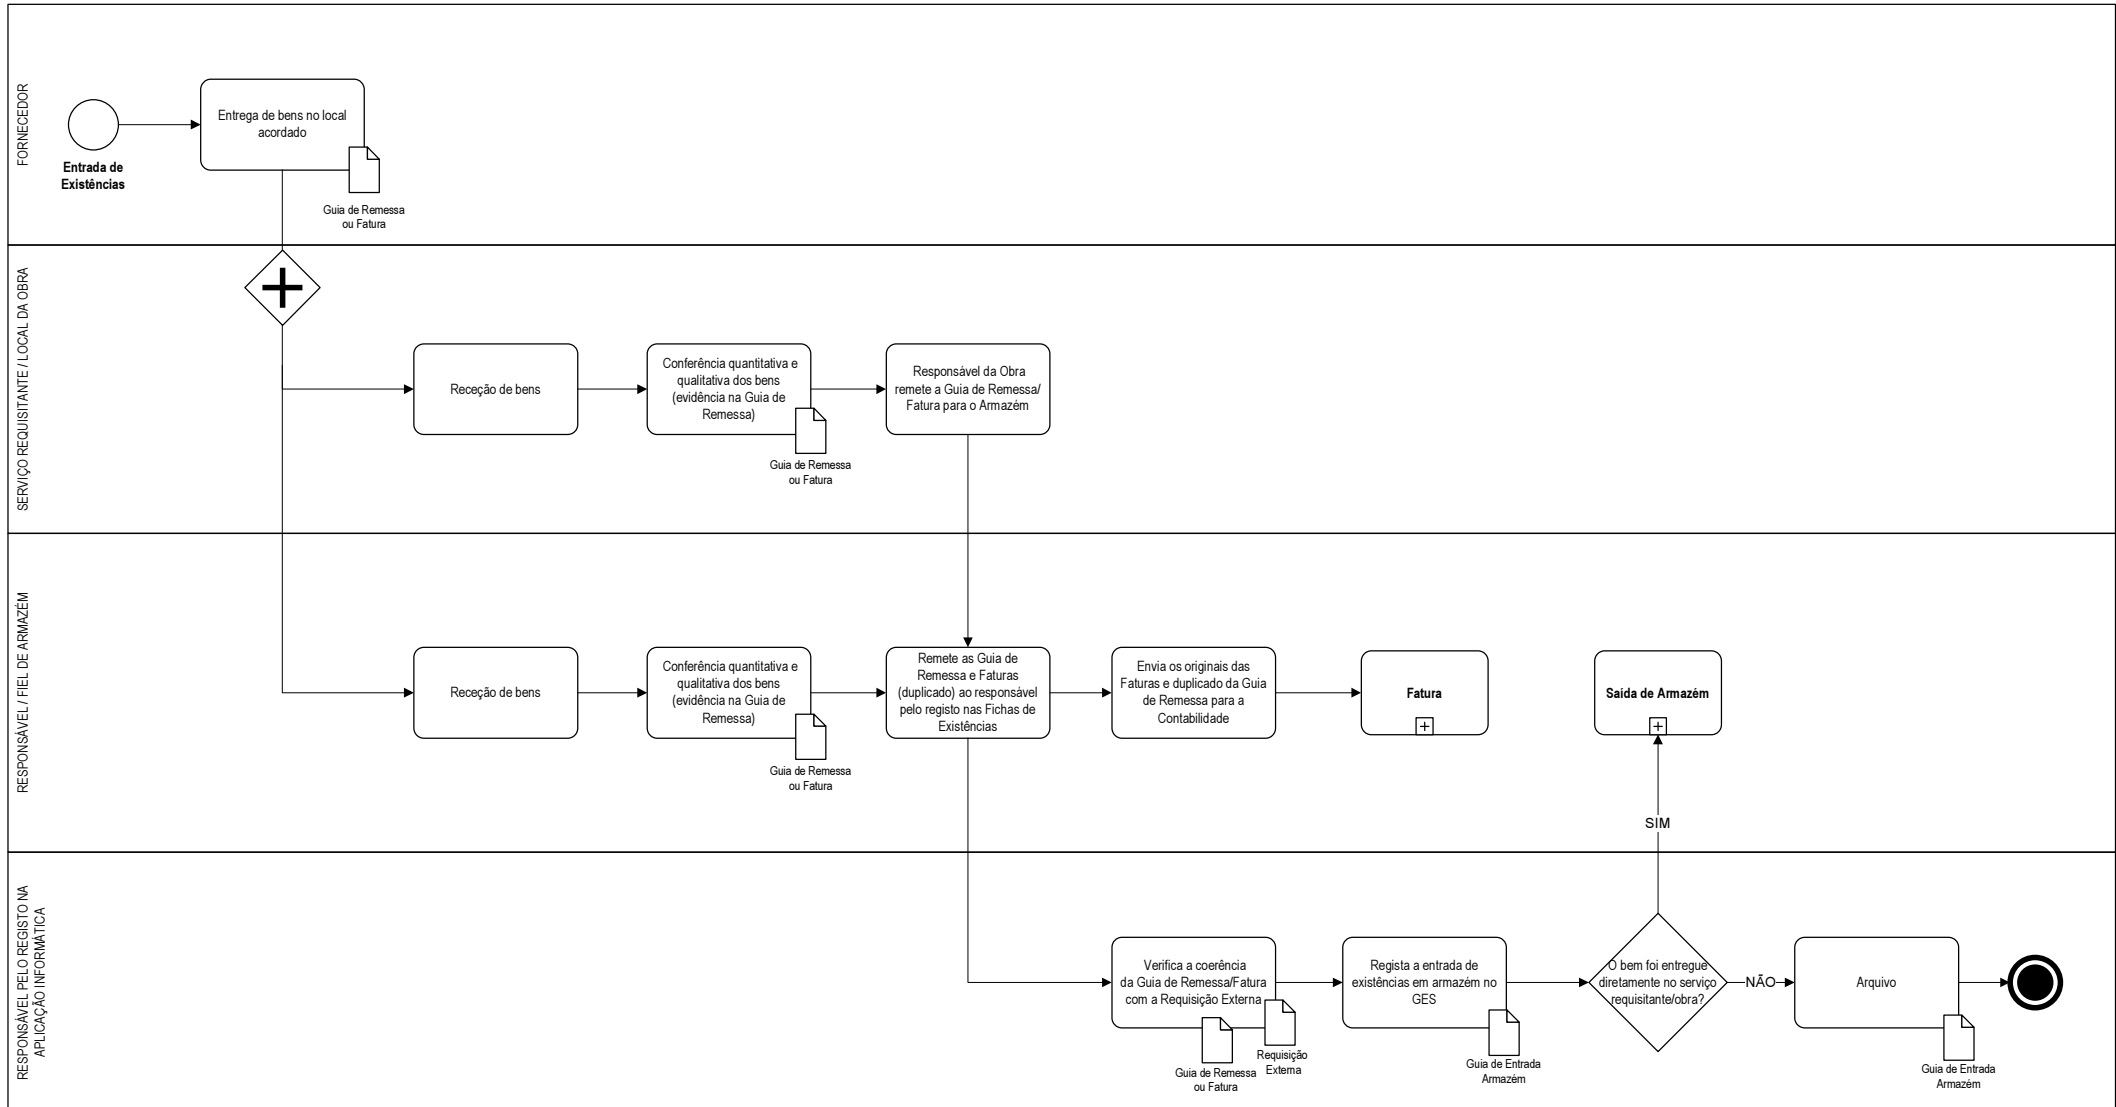 FORNECEDOR
Entrada de
Existências
Entrega de bens no local
acordado
Guia de Remessa
ou Fatura
SERVIÇO REQUISITANTE / LOCAL DA OBRA
Receção de bens
Conferência quantitativa e
qualitativa dos bens
(evidência na Guia de
Remessa)
Guia de Remessa
ou Fatura
Responsável da Obra
remete a Guia de Remessa/
Fatura para o Armazém
RESPONSÁVEL / FIEL DE ARMAZÉM
Receção de bens
Conferência quantitativa e
qualitativa dos bens
(evidência na Guia de
Remessa)
Guia de Remessa
ou Fatura
Remete as Guia de
Remessa e Faturas
(duplicado) ao responsável
pelo registo nas Fichas de
Existências
Envia os originais das
Faturas e duplicado da Guia
de Remessa para a
Contabilidade
Fatura
Saída de Armazém
SIM
RESPONSÁVEL PELO REGISTO NA
APLICAÇÃO INFORMÁTICA
Verifica a coerência
da Guia de Remessa/Fatura
com a Requisição Externa
Guia de Remessa
ou Fatura
Requisição
Externa
Regista a entrada de
existências em armazém no
GES
Guia de Entrada
Armazém
O bem foi entregue
diretamente no serviço
requisitante/obra?
NÃO
Arquivo
Guia de Entrada
Armazém